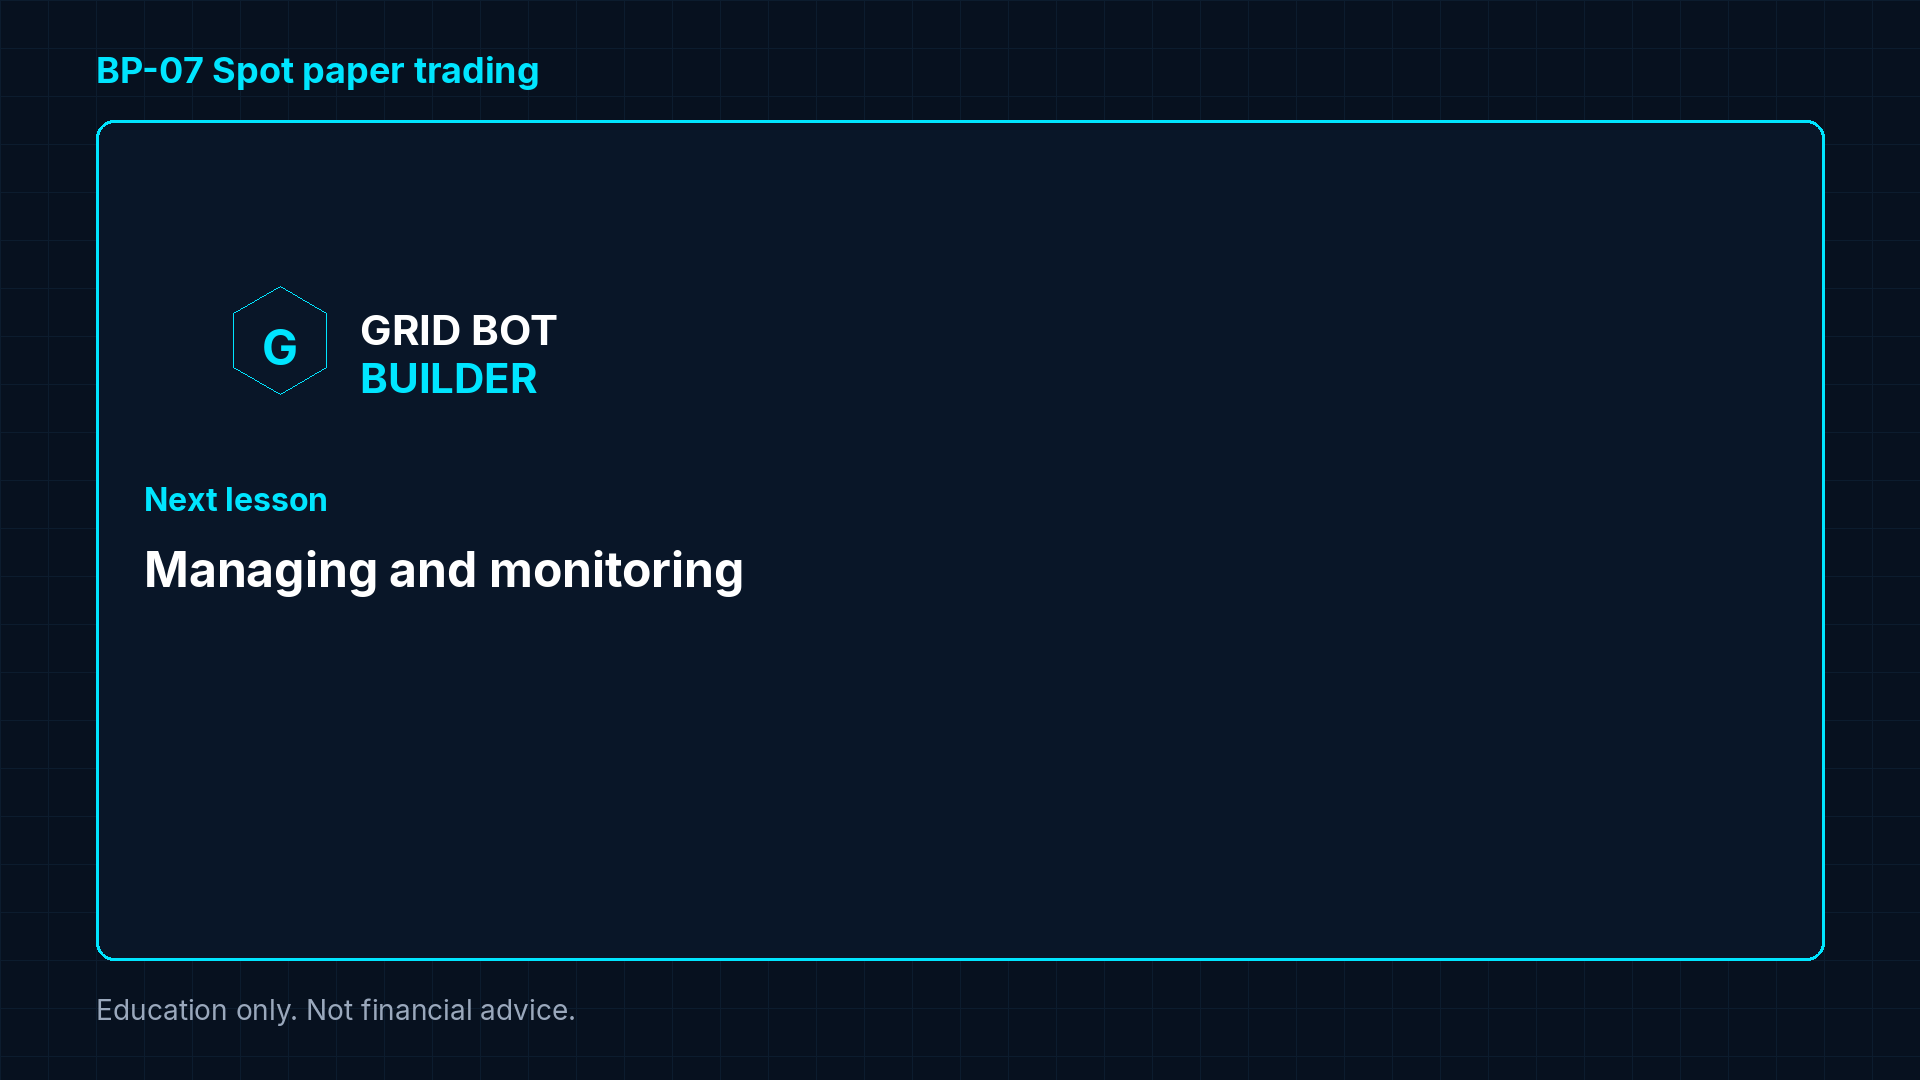 BP-07 Spot paper trading
G
GRID BOT
BUILDER
Next lesson
Managing and monitoring
Education only. Not financial advice.